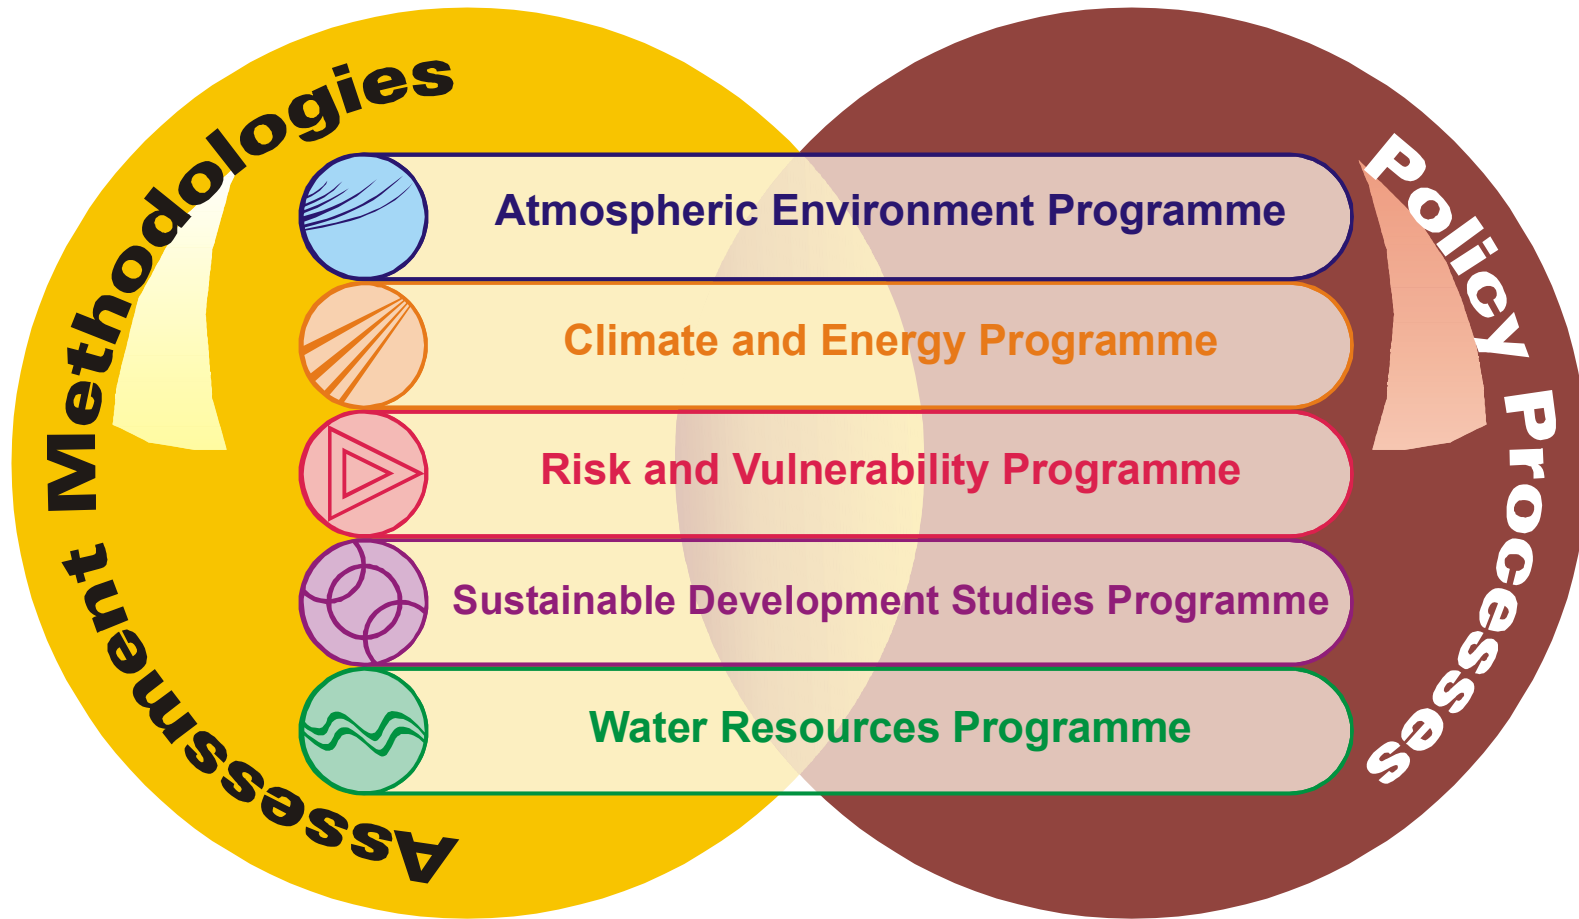 Assessment Methodologies
Policy Processes
Atmospheric Environment Programme
Climate and Energy Programme
Risk and Vulnerability Programme
Sustainable Development Studies Programme
Water Resources Programme